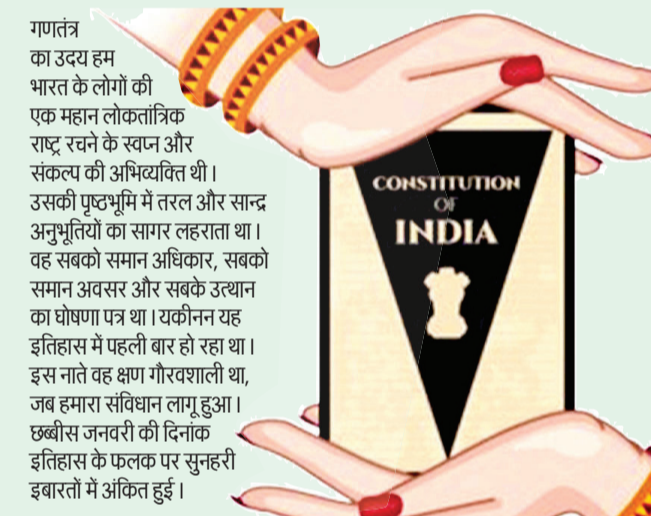 गणतंत्र
का उदय हम
भारत के लोगों की
एक महान लोकतांत्रिक
राष्ट्र रचने के स्वप्न और
संकल्प की अभिव्यक्ति थी।
उसकी पृष्ठभूमि में तरल और सान्द्र
अनुभूतियों का सागर लहराता था।
वह सबको समान अधिकार, सबको
समान अवसर और सबके उत्थान
का घोषणा पत्र था। यकीनन यह
इतिहास में पहली बार हो रहा था।
इस नाते वह क्षण गौरवशाली था,
जब हमारा संविधान लागू हुआ।
छब्बीस जनवरी की दिनांक
इतिहास के फलक पर सुनहरी
इबारतों में अंकित हुई।
CONSTITUTION
OF
INDIA